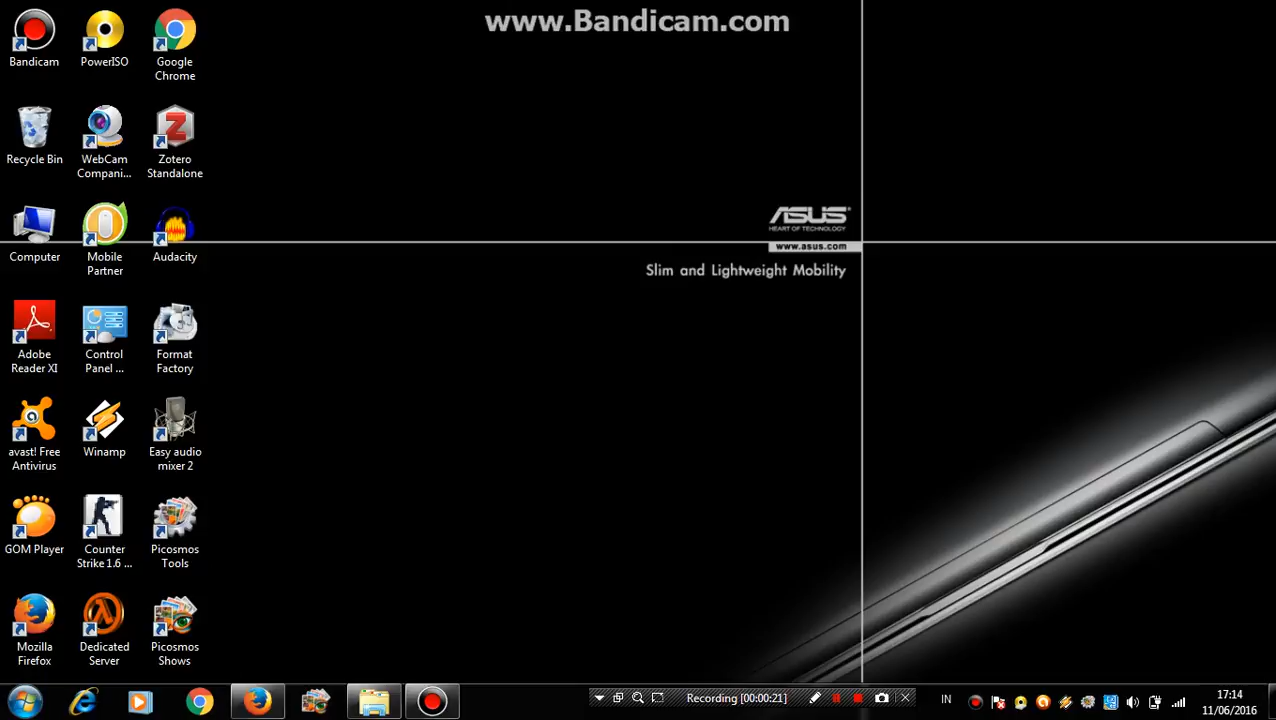 www.Bandicam.com
Bandicam
PowerISO
Google
Chrome
Recycle Bin
WebCam
Compani...
Zotero
Standalone
ASUS
HEART OF TECHNOLOGY
www.asus.com
Slim and Lightweight Mobility
Computer
Mobile
Partner
Audacity
Adobe
Reader XI
Control
Panel ...
Format
Factory
avast! Free
Antivirus
Winamp
Easy audio
mixer 2
GOM Player
Counter
Strike 1.6 ...
Picosmos
Tools
Mozilla
Firefox
Dedicated
Server
Picosmos
Shows
Recording [00:00:21]
IN
17:14
11/06/2016